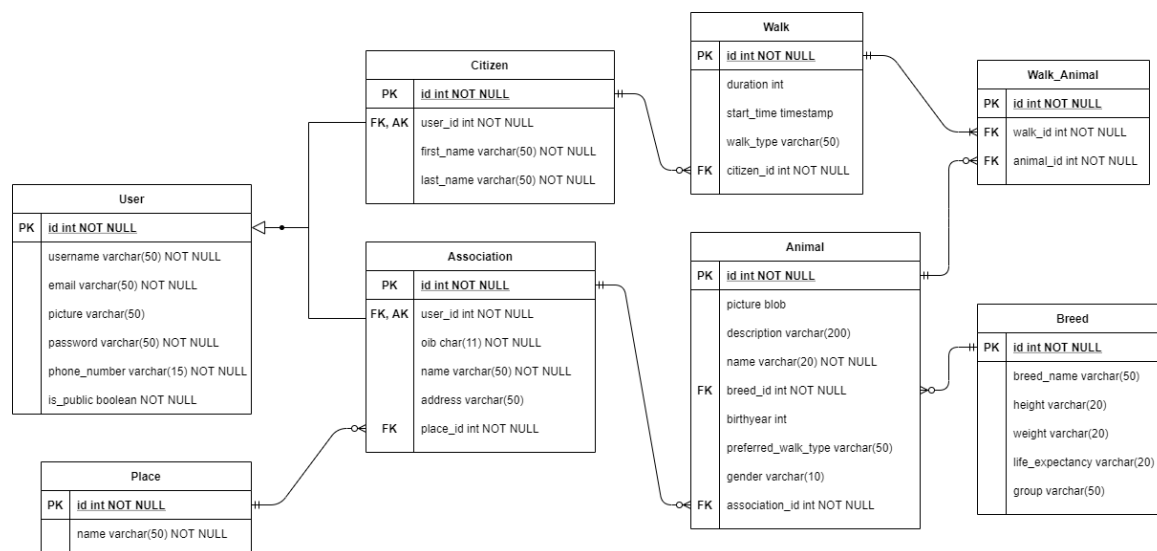 User
PK id int NOT NULL
username varchar(50) NOT NULL
email varchar(50) NOT NULL
picture varchar(50)
password varchar(50) NOT NULL
phone_number varchar(15) NOT NULL
is_public boolean NOT NULL
Place
PK id int NOT NULL
name varchar(50) NOT NULL
Citizen
PK id int NOT NULL
FK, AK user_id int NOT NULL
first_name varchar(50) NOT NULL
last_name varchar(50) NOT NULL
Association
PK id int NOT NULL
FK, AK user_id int NOT NULL
oib char(11) NOT NULL
name varchar(50) NOT NULL
address varchar(50)
FK place_id int NOT NULL
Walk
PK id int NOT NULL
duration int
start_time timestamp
walk_type varchar(50)
FK citizen_id int NOT NULL
Animal
PK id int NOT NULL
picture blob
description varchar(200)
name varchar(20) NOT NULL
FK breed_id int NOT NULL
birthyear int
preferred_walk_type varchar(50)
gender varchar(10)
FK association_id int NOT NULL
Walk_Animal
PK id int NOT NULL
FK walk_id int NOT NULL
FK animal_id int NOT NULL
Breed
PK id int NOT NULL
breed_name varchar(50)
height varchar(20)
weight varchar(20)
life_expectancy varchar(20)
group varchar(50)